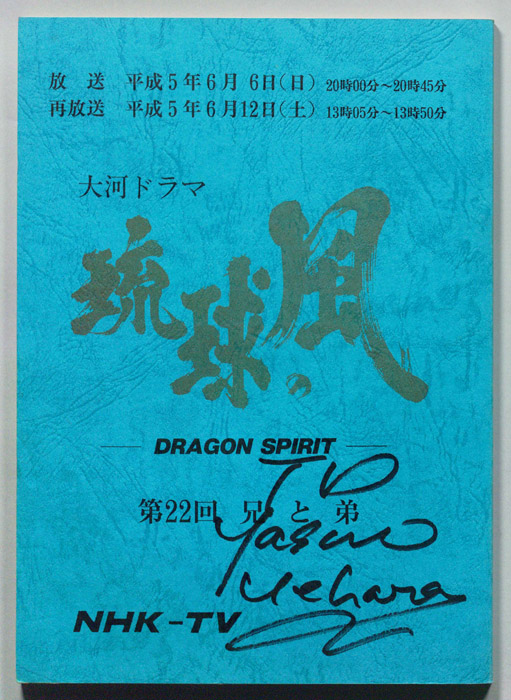 放送 平成5年6月6日(日) 20時00分~20時45分
再放送 平成5年6月12日(土) 13時05分~13時50分
大河ドラマ
琉球の風
DRAGON SPIRIT
第22回 兄と弟
TD
Yasuo
Uehara
NHK-TV